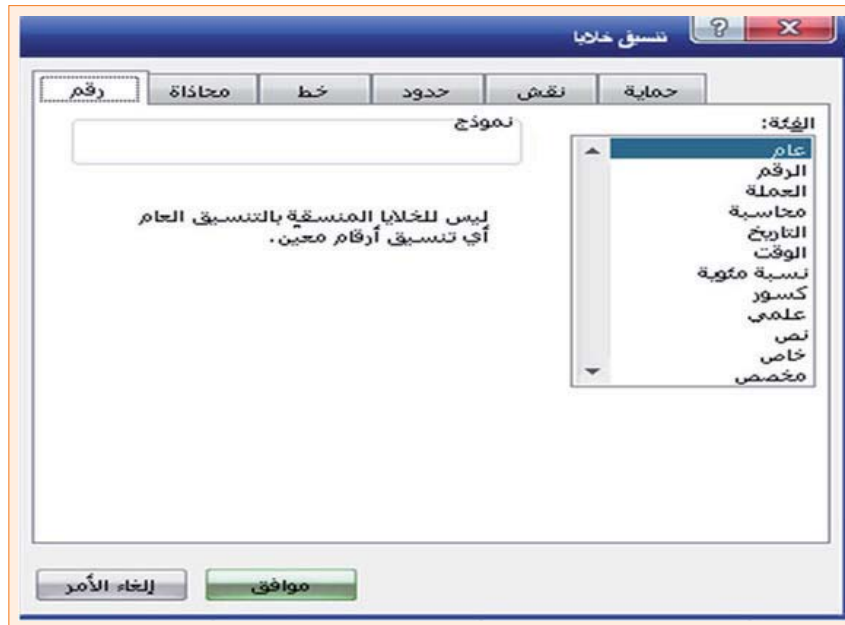 تنسيق خلايا
رقم
محاذاة
خط
حدود
نقش
حماية
نموذج
الفئة:
عام
الرقم
العملة
محاسبة
التاريخ
الوقت
نسبة مئوية
كسور
علمي
نص
خاص
مخصص
ليس للخلايا المنسقة بالتنسيق العام
أي تنسيق أرقام معين.
موافق
إلغاء الأمر